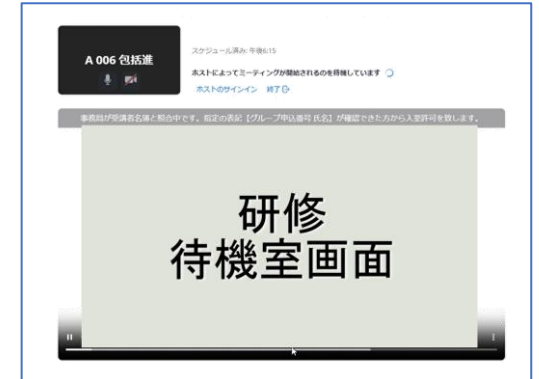 A 006 包括進
スケジュール済み: 午後6:15
ホストによってミーティングが開始されるのを待機しています
ホストのサインイン 終了
事務局が受講者名簿と照合中です。指定の表記【グループ申込番号 氏名】が確認できた方から入室許可を致します。
研修
待機室画面